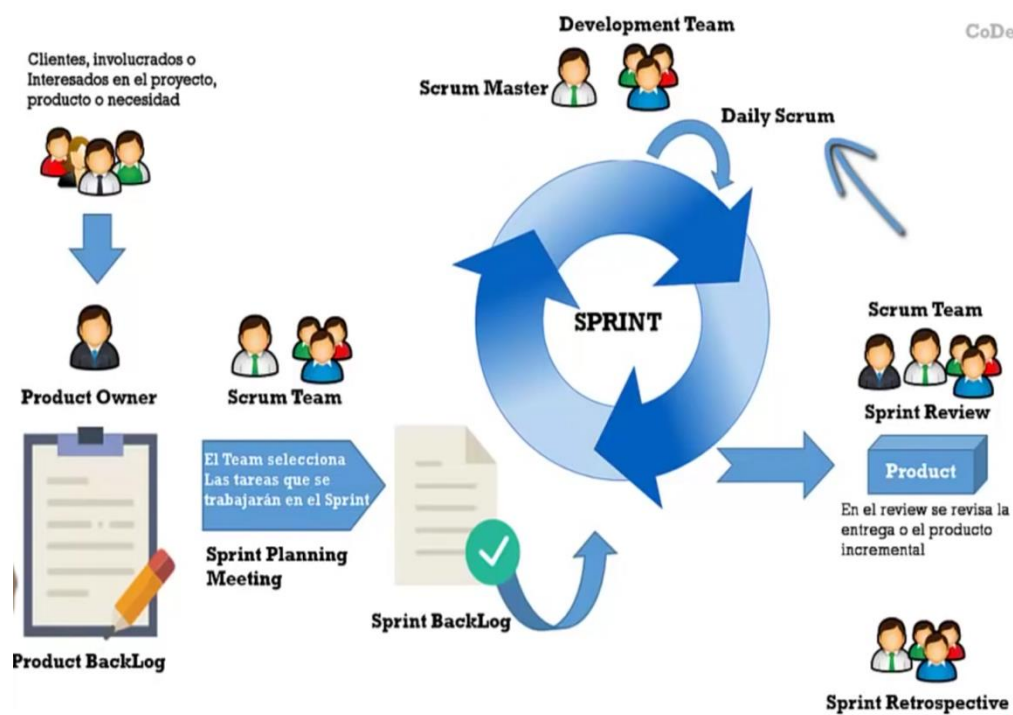 Development Team
CoDe
Clientes, involucrados o
Interesados en el proyecto,
producto o necesidad
Scrum Master
Daily Scrum
SPRINT
Scrum Team
Product Owner
Scrum Team
Sprint Review
El Team selecciona
Las tareas que se
trabajarán en el Sprint
Product
En el review se revisa la
entrega o el producto
incremental
Sprint Planning
Meeting
Sprint BackLog
Product BackLog
Sprint Retrospective